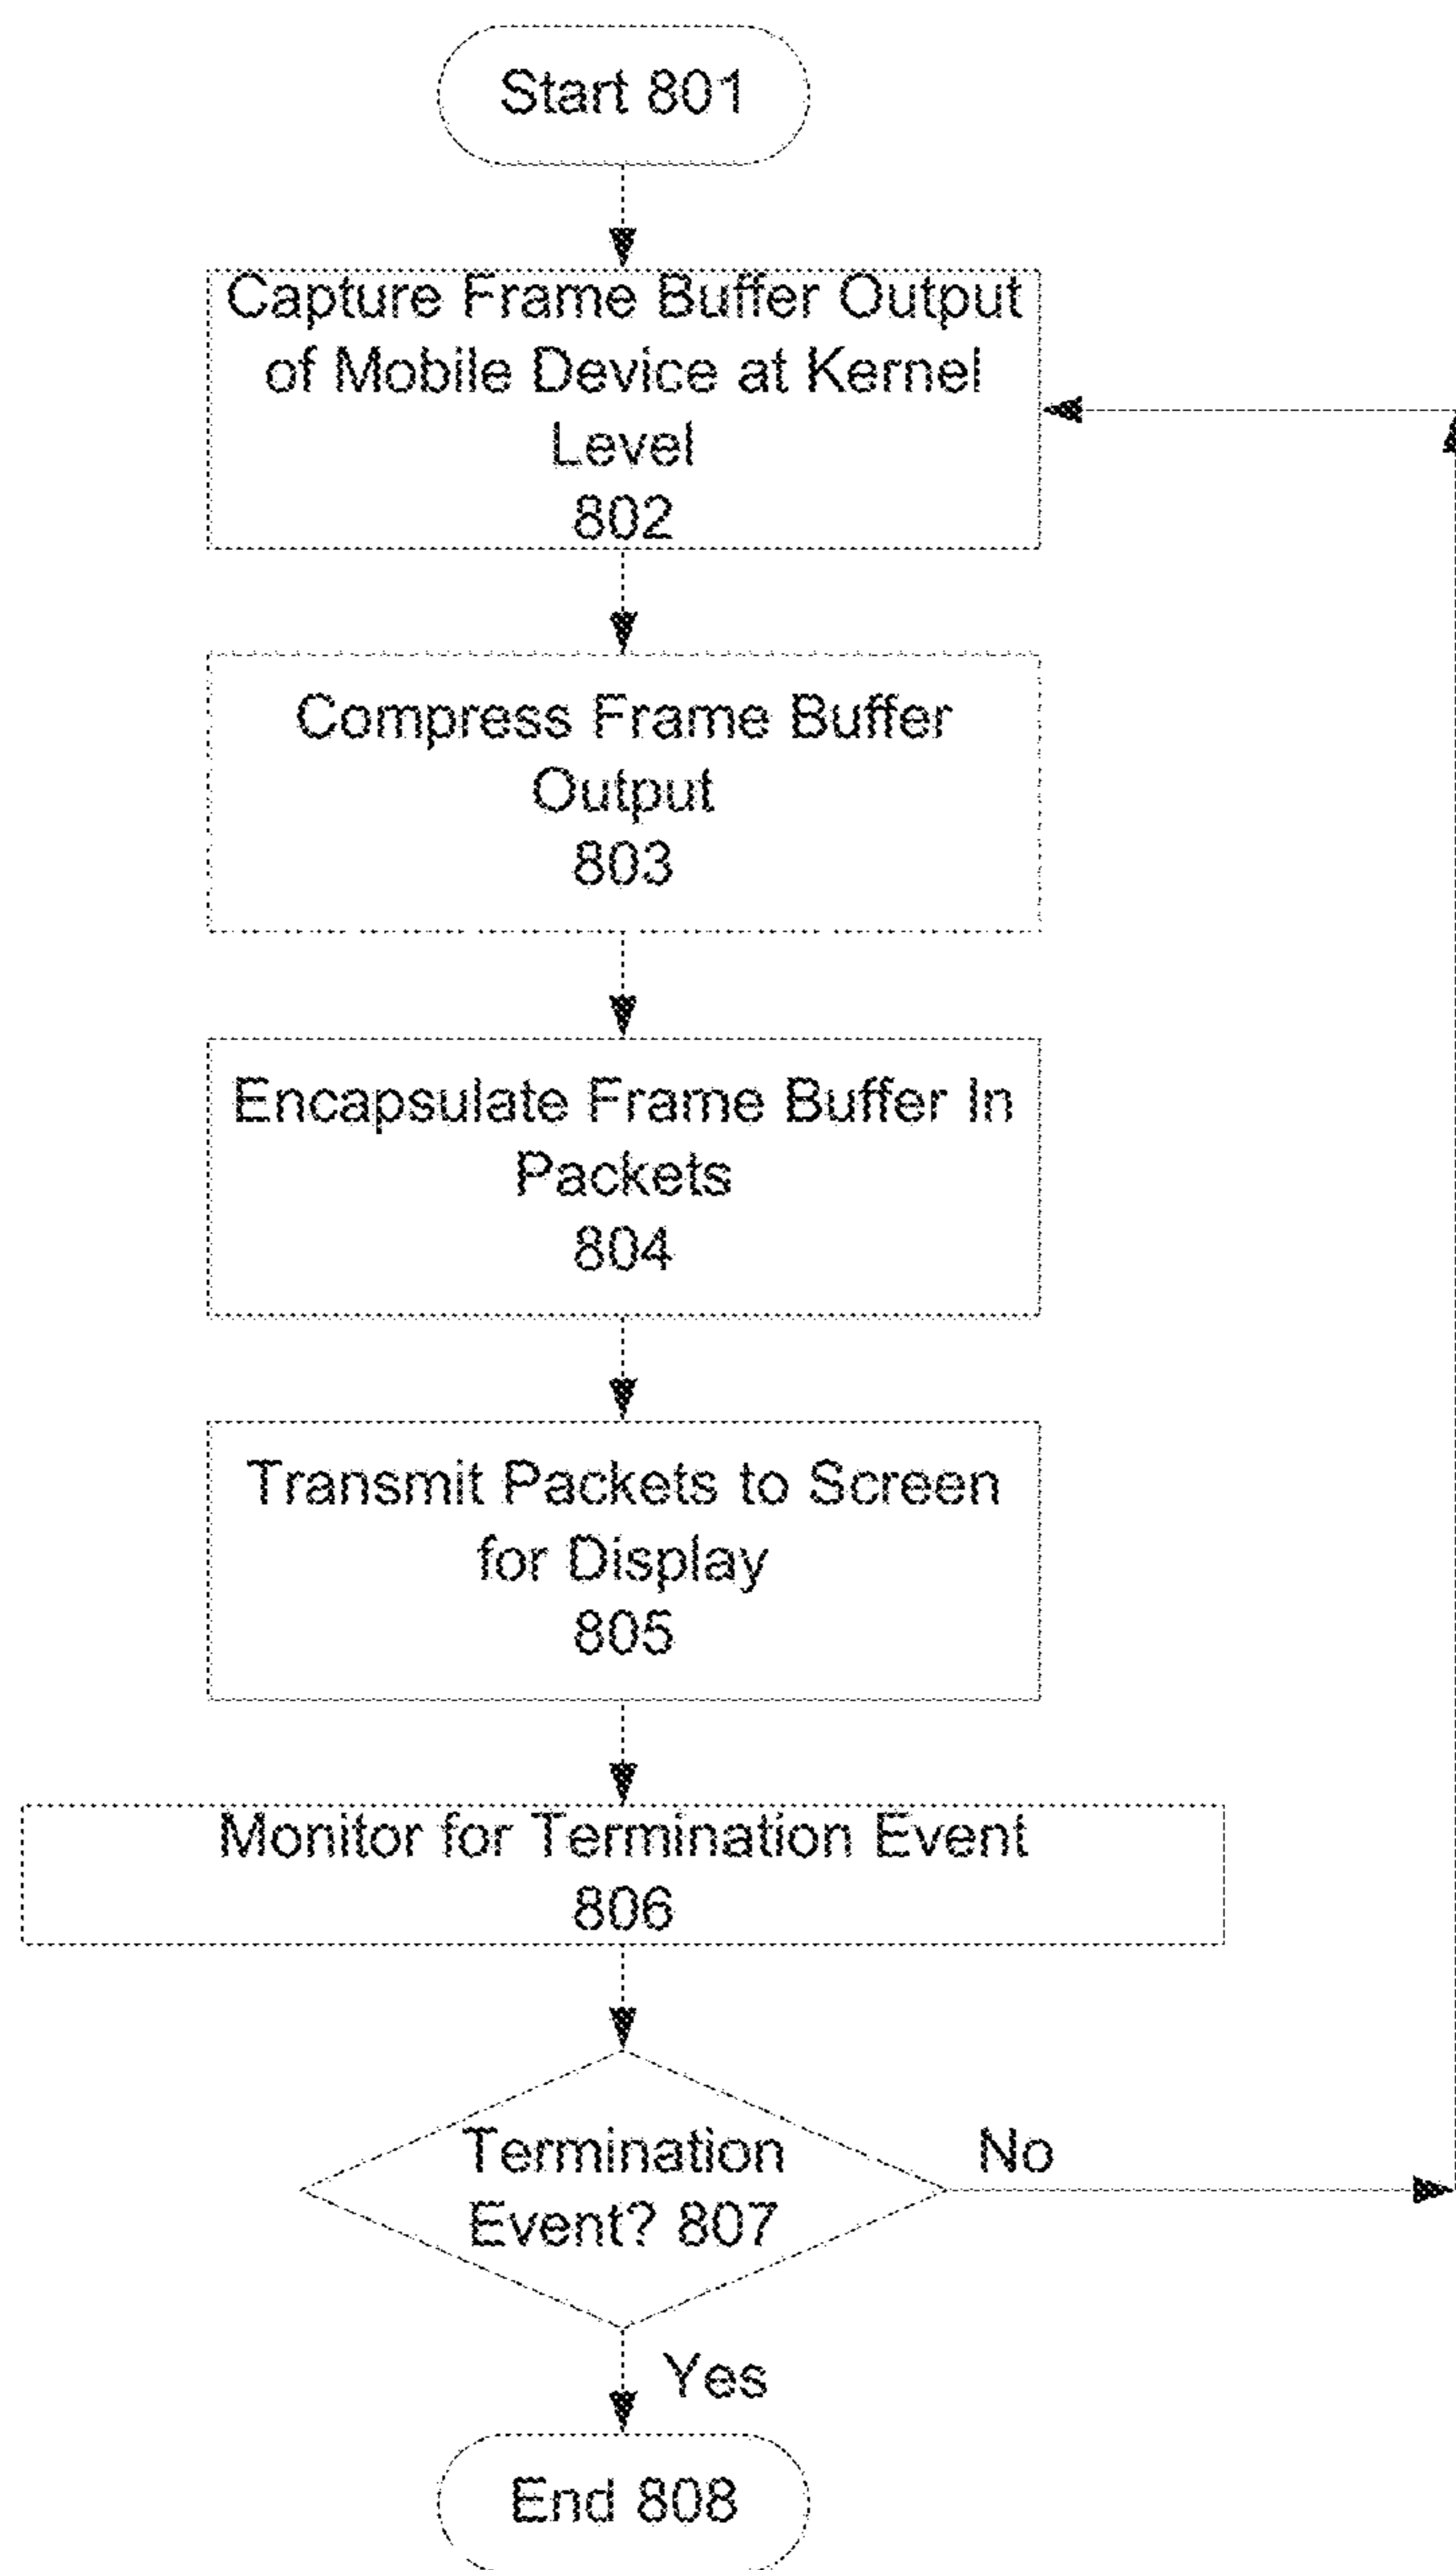 Start 801
Capture Frame Buffer Output
of Mobile Device at Kernel
Level
802
Compress Frame Buffer
Output
803
Encapsulate Frame Buffer In
Packets
804
Transmit Packets to Screen
for Display
805
Monitor for Termination Event
806
Termination
Event? 807
No
Yes
End 808